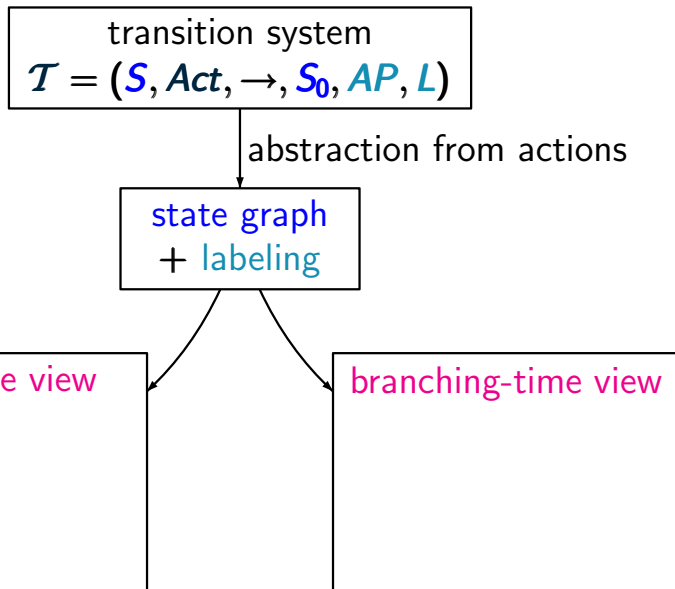 transition system
𝒯 = (S, Act, →, S₀, AP, L)
abstraction from actions
state graph
+ labeling
e view
branching-time view